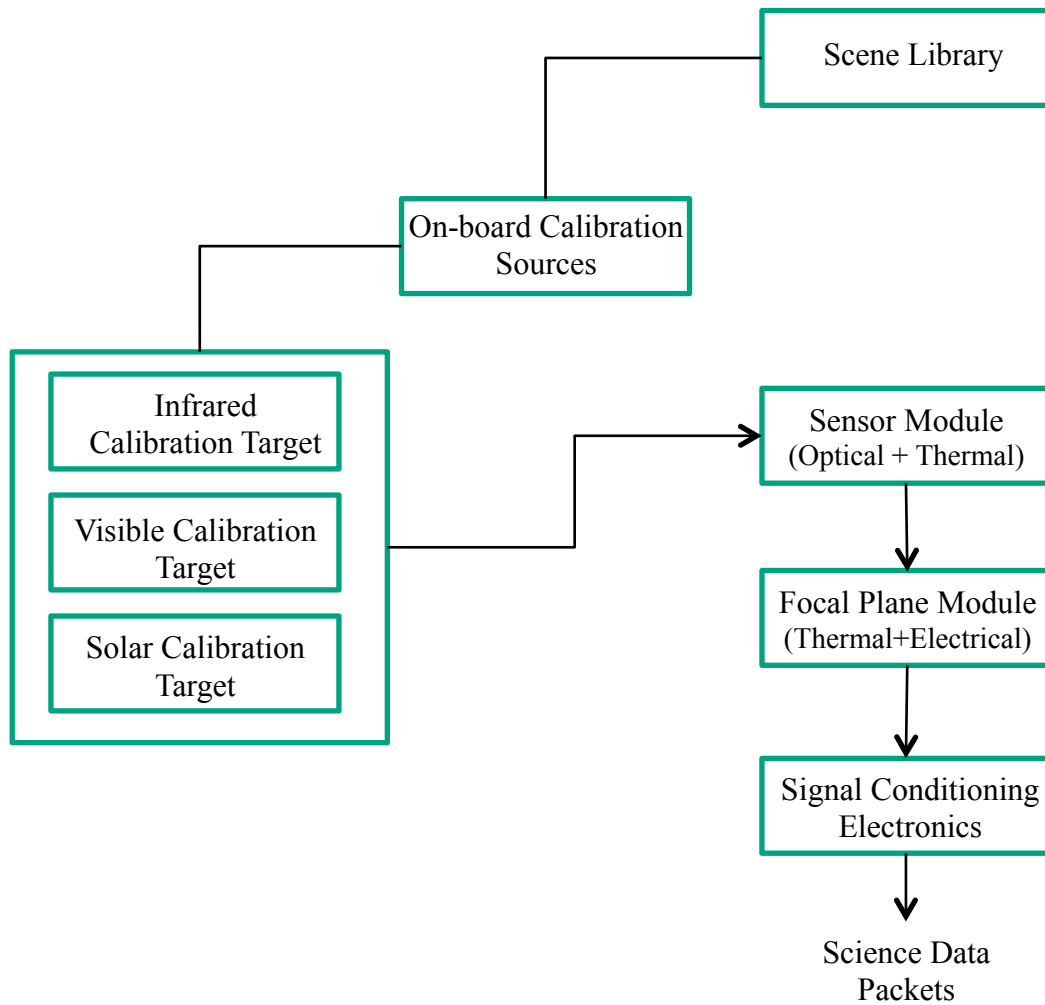 Scene Library
On-board Calibration
Sources
Infrared
Calibration Target
Visible Calibration
Target
Solar Calibration
Target
Sensor Module
(Optical + Thermal)
Focal Plane Module
(Thermal+Electrical)
Signal Conditioning
Electronics
Science Data
Packets